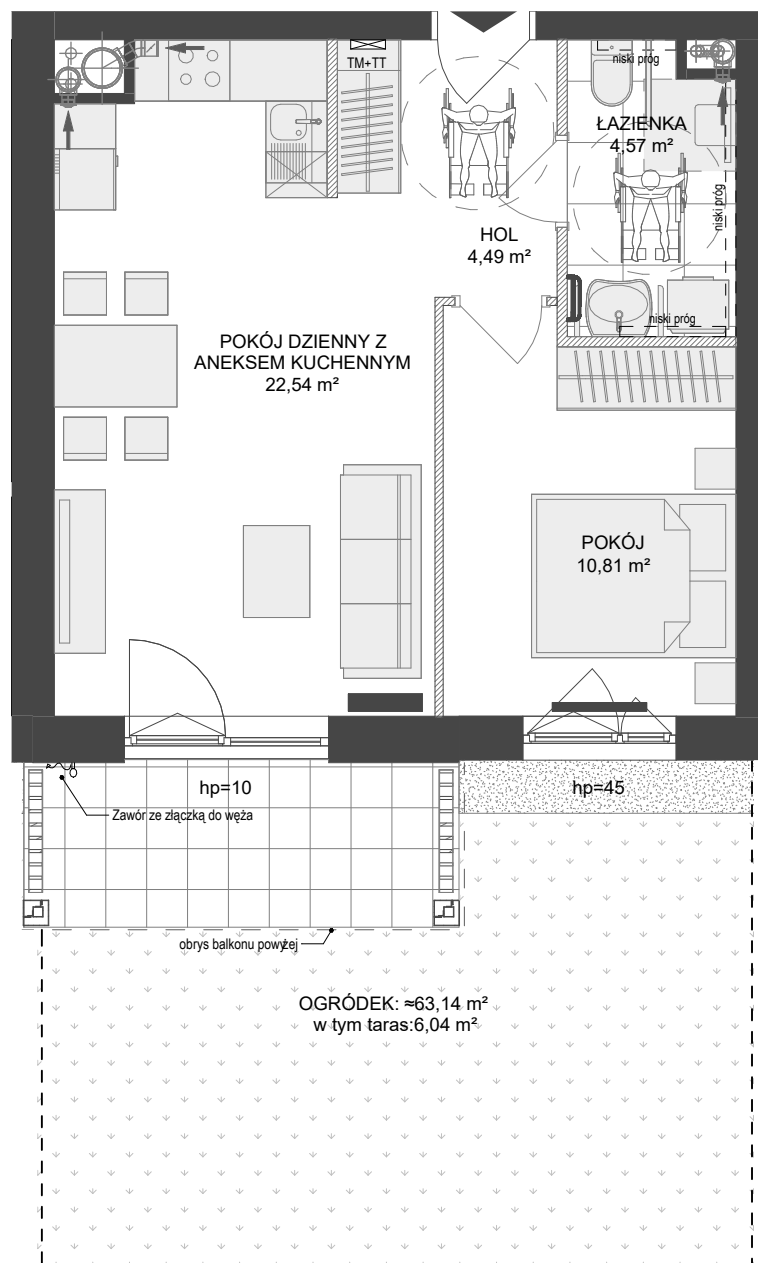 TM+TT
niski próg
ŁAZIENKA
4,57 m²
niski próg
HOL
4,49 m²
niski próg
POKÓJ DZIENNY Z
ANEKSEM KUCHENNYM
22,54 m²
POKÓJ
10,81 m²
hp=10
hp=45
Zawór ze złączką do węża
obrys balkonu powyżej
OGRÓDEK: ≈63,14 m²
w tym taras:6,04 m²